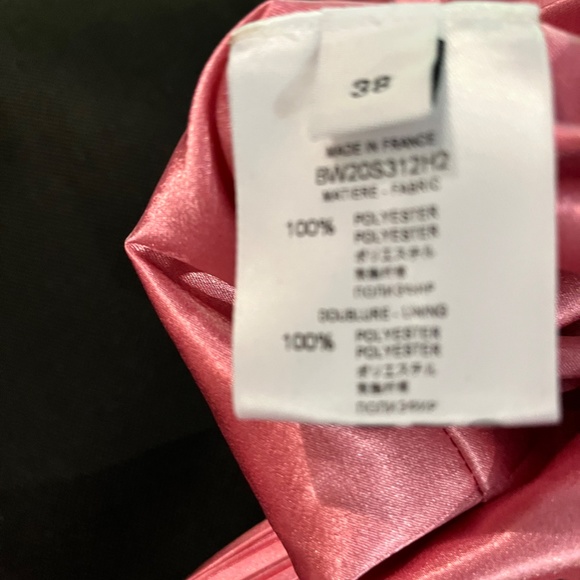 38
MADE IN FRANCE
BW20S312H2
MATIERE - FABRIC
100% POLYESTER
POLYESTER
ポリエステル
DOUBLURE - LINING
100% POLYESTER
POLYESTER
ポリエステル